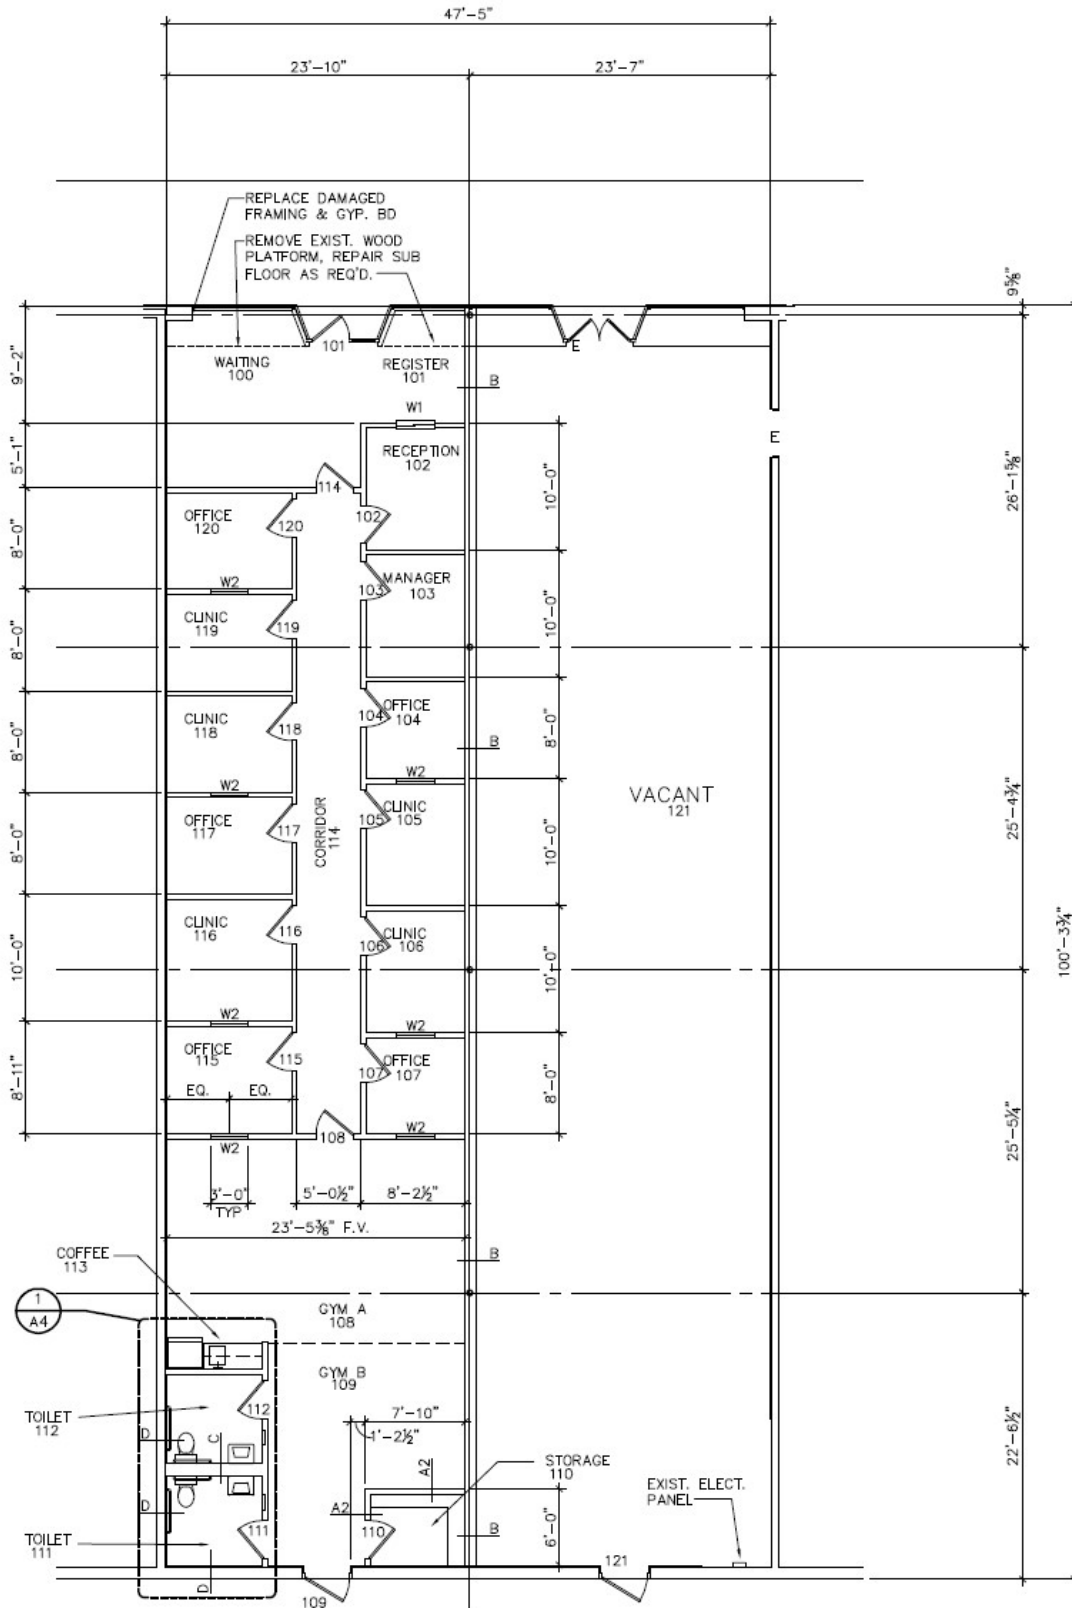 47'-5"
23'-10"
23'-7"
REPLACE DAMAGED
FRAMING & GYP. BD
REMOVE EXIST. WOOD
PLATFORM, REPAIR SUB
FLOOR AS REQ'D.
9⅝"
101
E
WAITING
100
REGISTER
101
B
9'-2"
W1
E
RECEPTION
102
5'-1"
114
10'-0"
26'-1⅝"
OFFICE
120
120
102
8'-0"
W2
MANAGER
103
103
CLINIC
119
119
10'-0"
8'-0"
CLINIC
118
118
OFFICE
104
104
B
8'-0"
8'-0"
W2
W2
VACANT
121
25'-4¾"
OFFICE
117
117
CORRIDOR
114
CLINIC
105
105
8'-0"
10'-0"
CLINIC
116
116
CLINIC
106
106
10'-0"
10'-0"
100'-3¾"
W2
W2
OFFICE
115
115
OFFICE
107
107
8'-11"
8'-0"
EQ.
EQ.
25'-5¼"
W2
108
W2
3'-0"
TYP
5'-0½"
8'-2½"
23'-5⅜" F.V.
COFFEE
113
B
1
A4
GYM A
108
GYM B
109
TOILET
112
112
7'-10"
1'-2½"
D
C
A2
STORAGE
110
22'-6½"
EXIST. ELECT.
PANEL
D
A2
110
B
6'-0"
TOILET
111
111
D
109
121